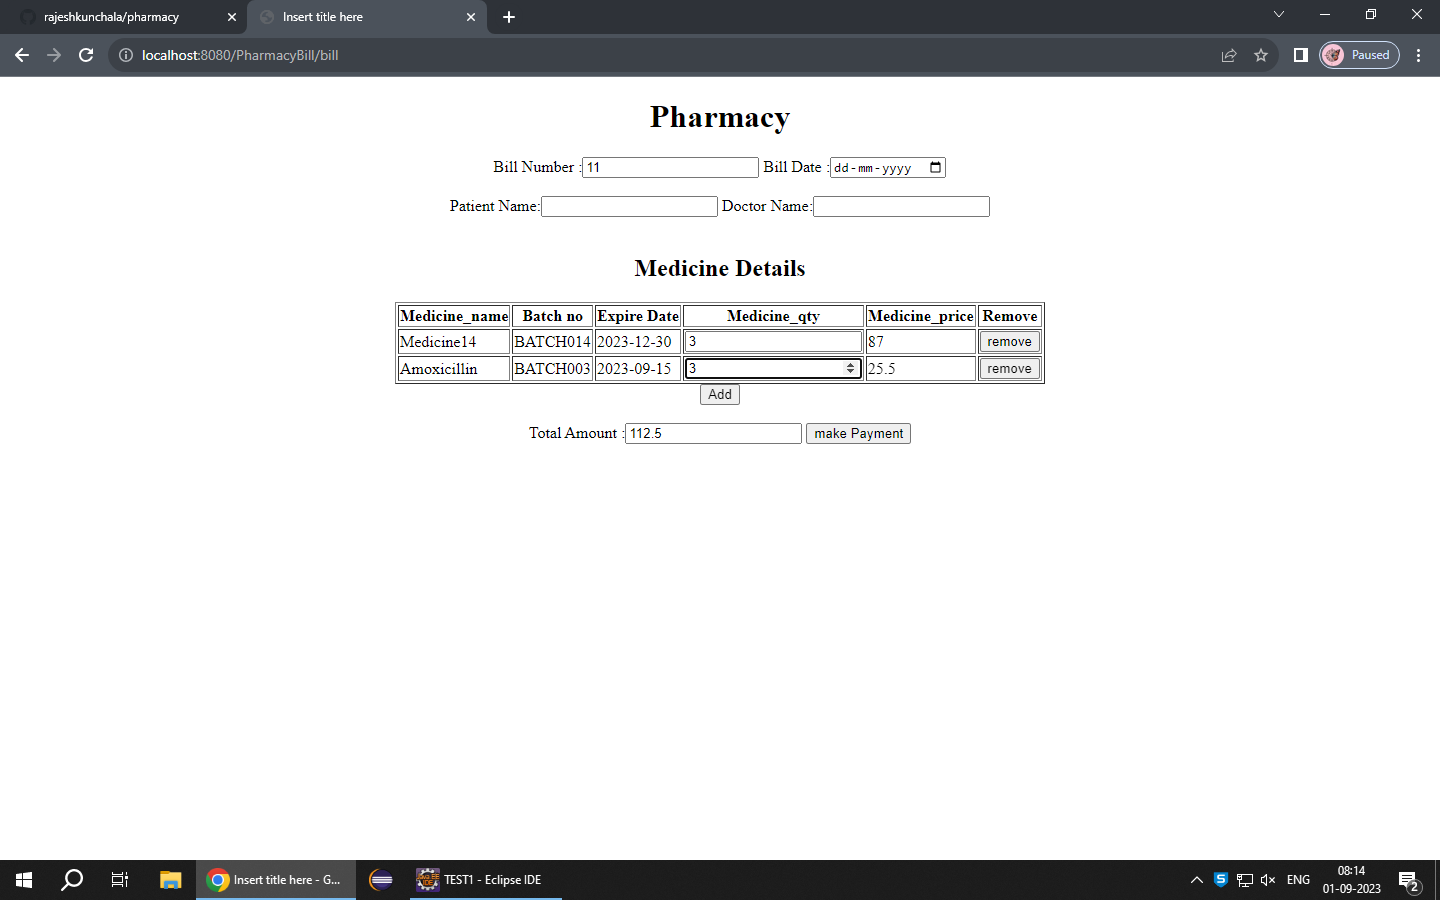 rajeshkunchala/pharmacy
Insert title here
localhost:8080/PharmacyBill/bill
Paused
Pharmacy
Bill Number : 11 Bill Date : dd-mm-yyyy
Patient Name: Doctor Name:
Medicine Details
Medicine_name Batch no Expire Date Medicine_qty Medicine_price Remove
Medicine14 BATCH014 2023-12-30 3 87 remove
Amoxicillin BATCH003 2023-09-15 3 25.5 remove
Add
Total Amount : 112.5 make Payment
Insert title here - G...
TEST1 - Eclipse IDE
ENG
08:14
01-09-2023
2